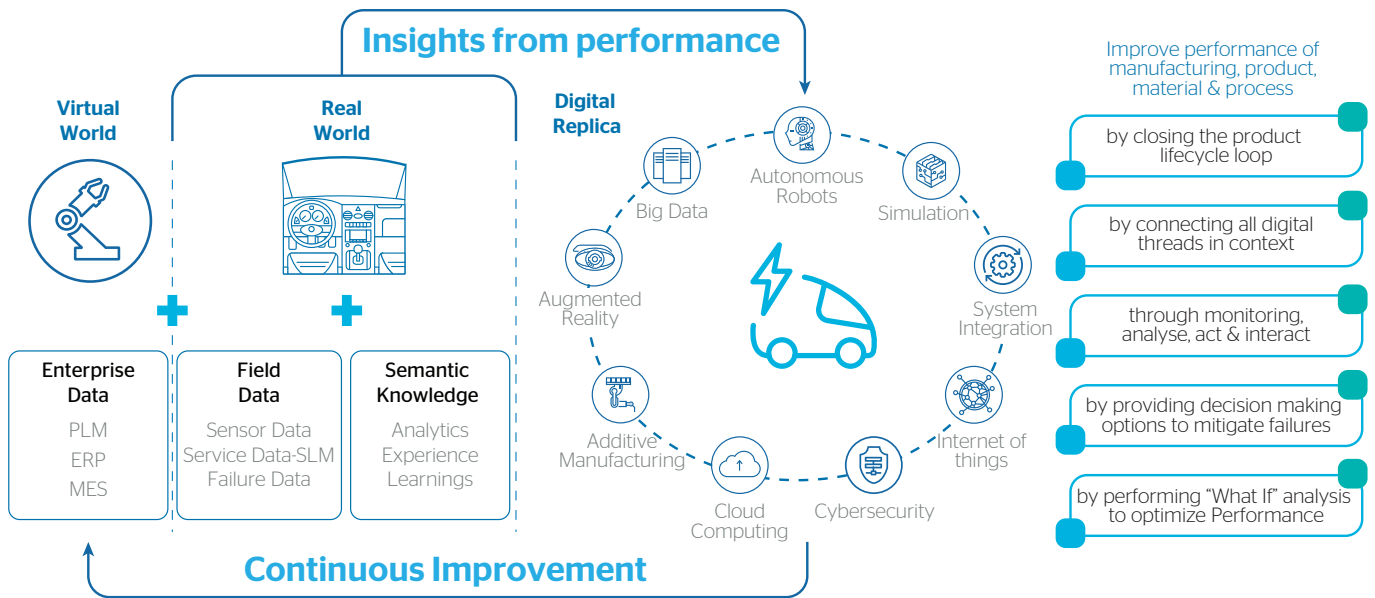 Insights from performance
Virtual
World
Real
World
Enterprise
Data
PLM
ERP
MES
Field
Data
Sensor Data
Service Data-SLM
Failure Data
Semantic
Knowledge
Analytics
Experience
Learnings
Digital
Replica
Autonomous
Robots
Simulation
System
Integration
Internet of
things
Cybersecurity
Cloud
Computing
Additive
Manufacturing
Augmented
Reality
Big Data
Continuous Improvement
Improve performance of
manufacturing, product,
material & process
by closing the product
lifecycle loop
by connecting all digital
threads in context
through monitoring,
analyse, act & interact
by providing decision making
options to mitigate failures
by performing “What If” analysis
to optimize Performance